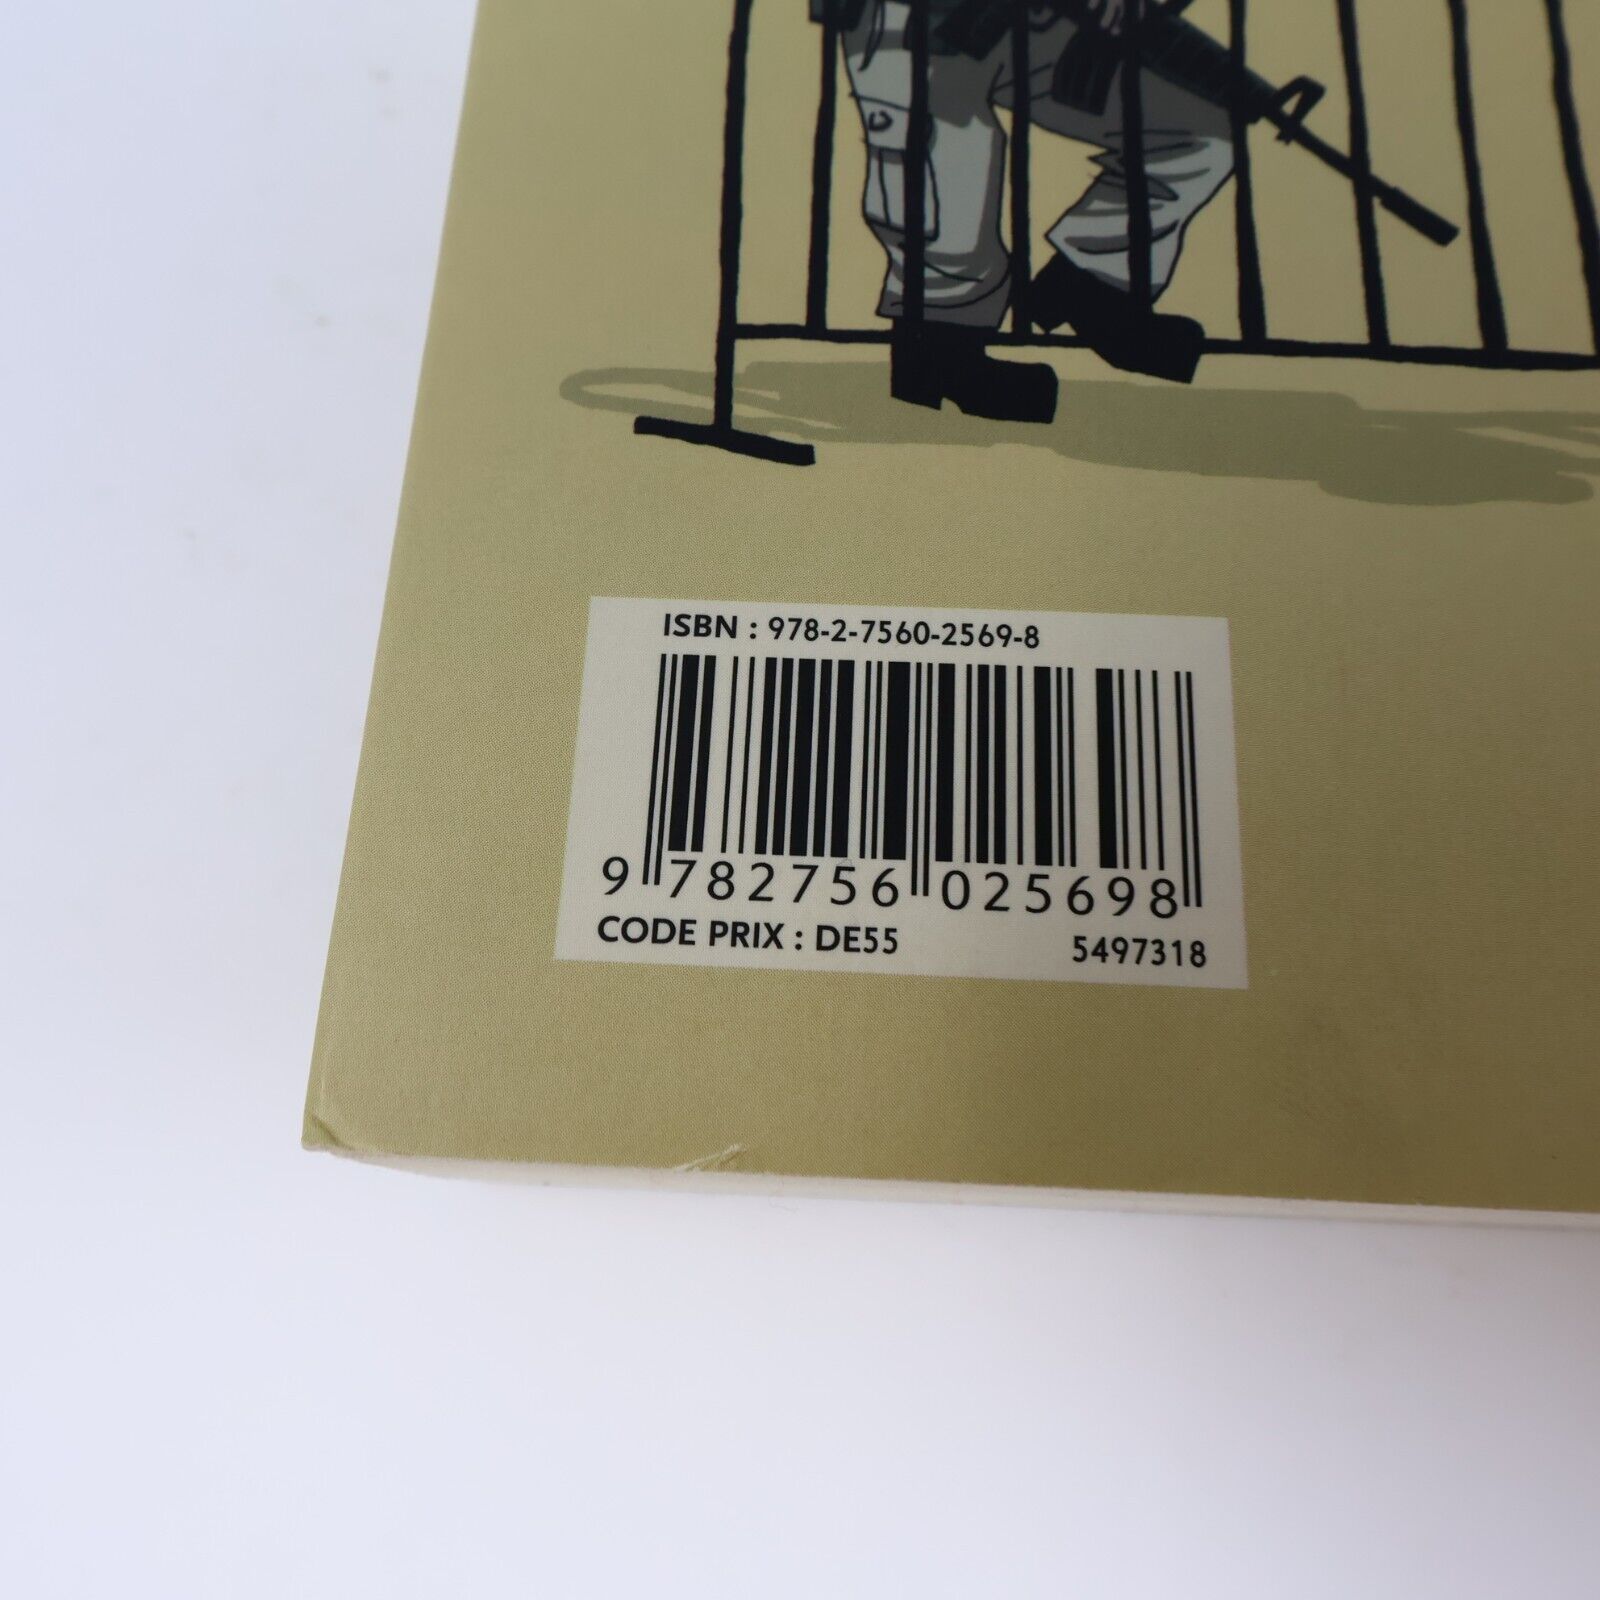 ISBN : 978-2-7560-2569-8
9 782756 025698
CODE PRIX : DE55 5497318